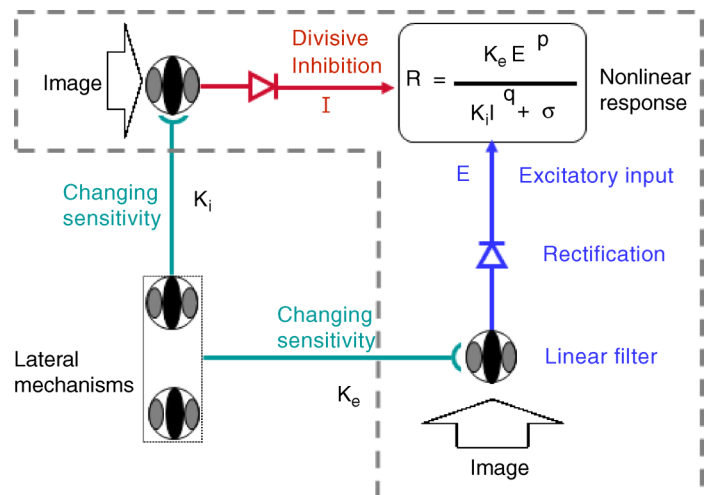 Image
Divisive
Inhibition
I
R = K_e E^p / K_i I^q + σ
Nonlinear
response
E
Excitatory input
Changing
sensitivity
K_i
Rectification
Changing
sensitivity
Linear filter
Lateral
mechanisms
K_e
Image